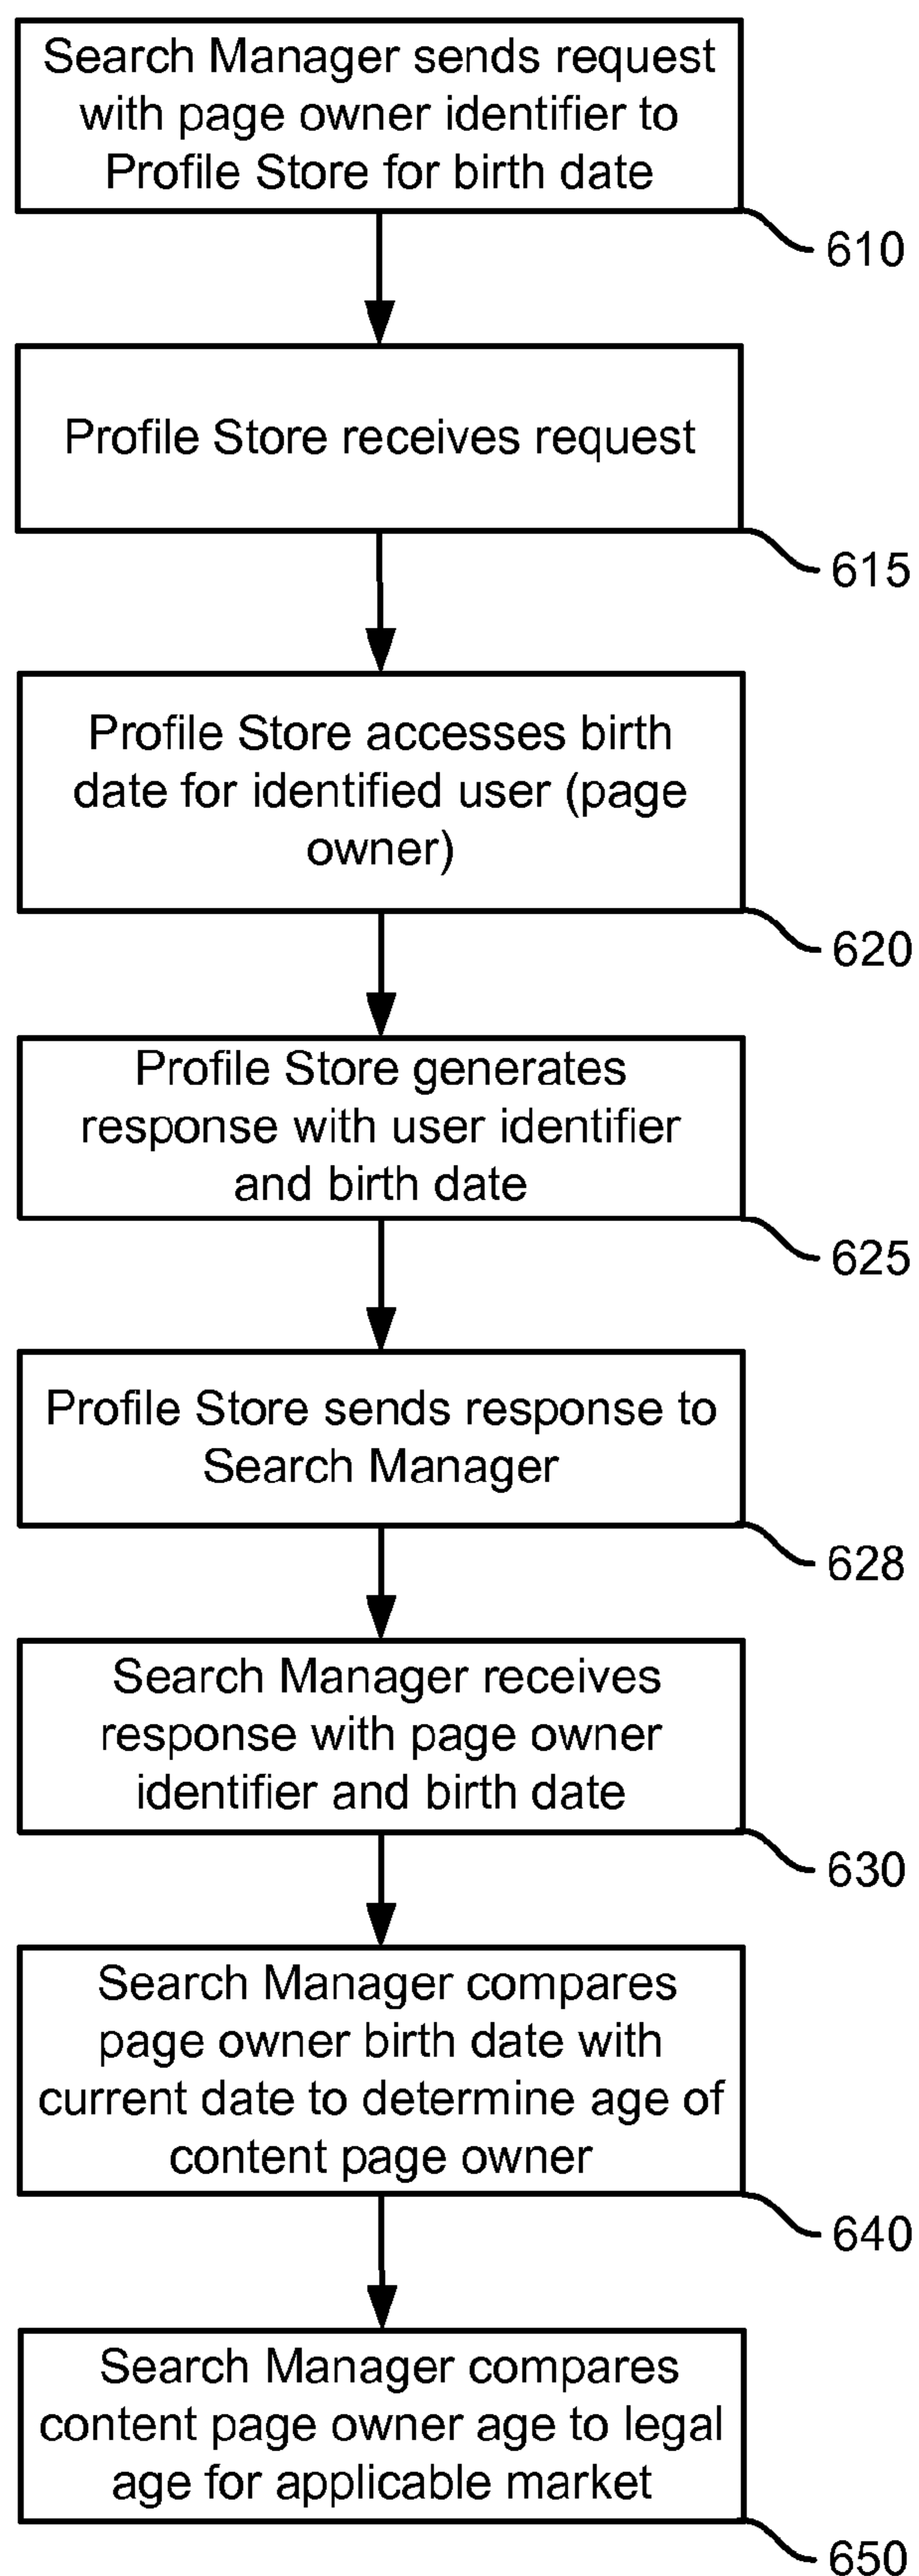 Search Manager sends request
with page owner identifier to
Profile Store for birth date
610
Profile Store receives request
615
Profile Store accesses birth
date for identified user (page
owner)
620
Profile Store generates
response with user identifier
and birth date
625
Profile Store sends response to
Search Manager
628
Search Manager receives
response with page owner
identifier and birth date
630
Search Manager compares
page owner birth date with
current date to determine age of
content page owner
640
Search Manager compares
content page owner age to legal
age for applicable market
650